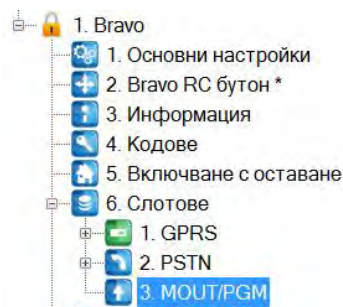 1. Bravo
1. Основни настройки
2. Bravo RC бутон *
3. Информация
4. Кодове
5. Включване с оставане
6. Слотове
1. GPRS
2. PSTN
3. MOUT/PGM